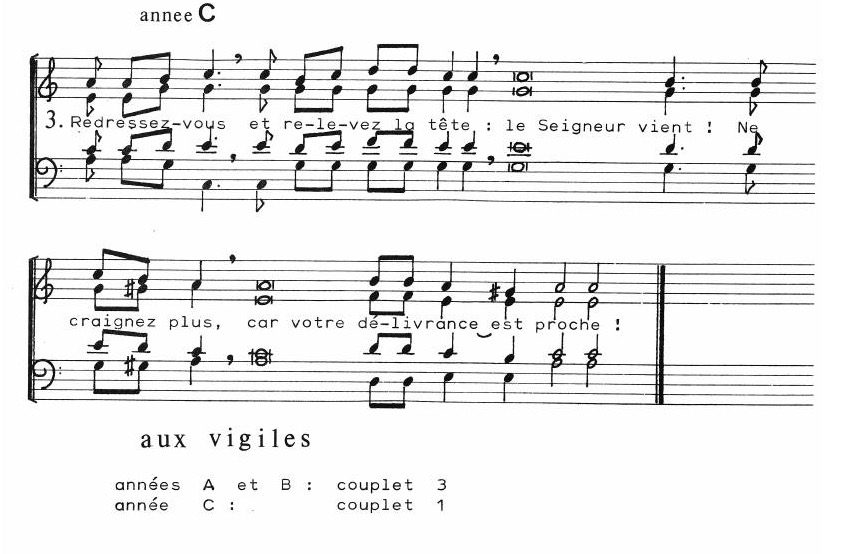 annee C
3. Redressez-vous et re-le-vez la tête : le Seigneur vient ! Ne
craignez plus, car votre dé-livrance est proche !
aux vigiles
années A et B : couplet 3
année C : couplet 1